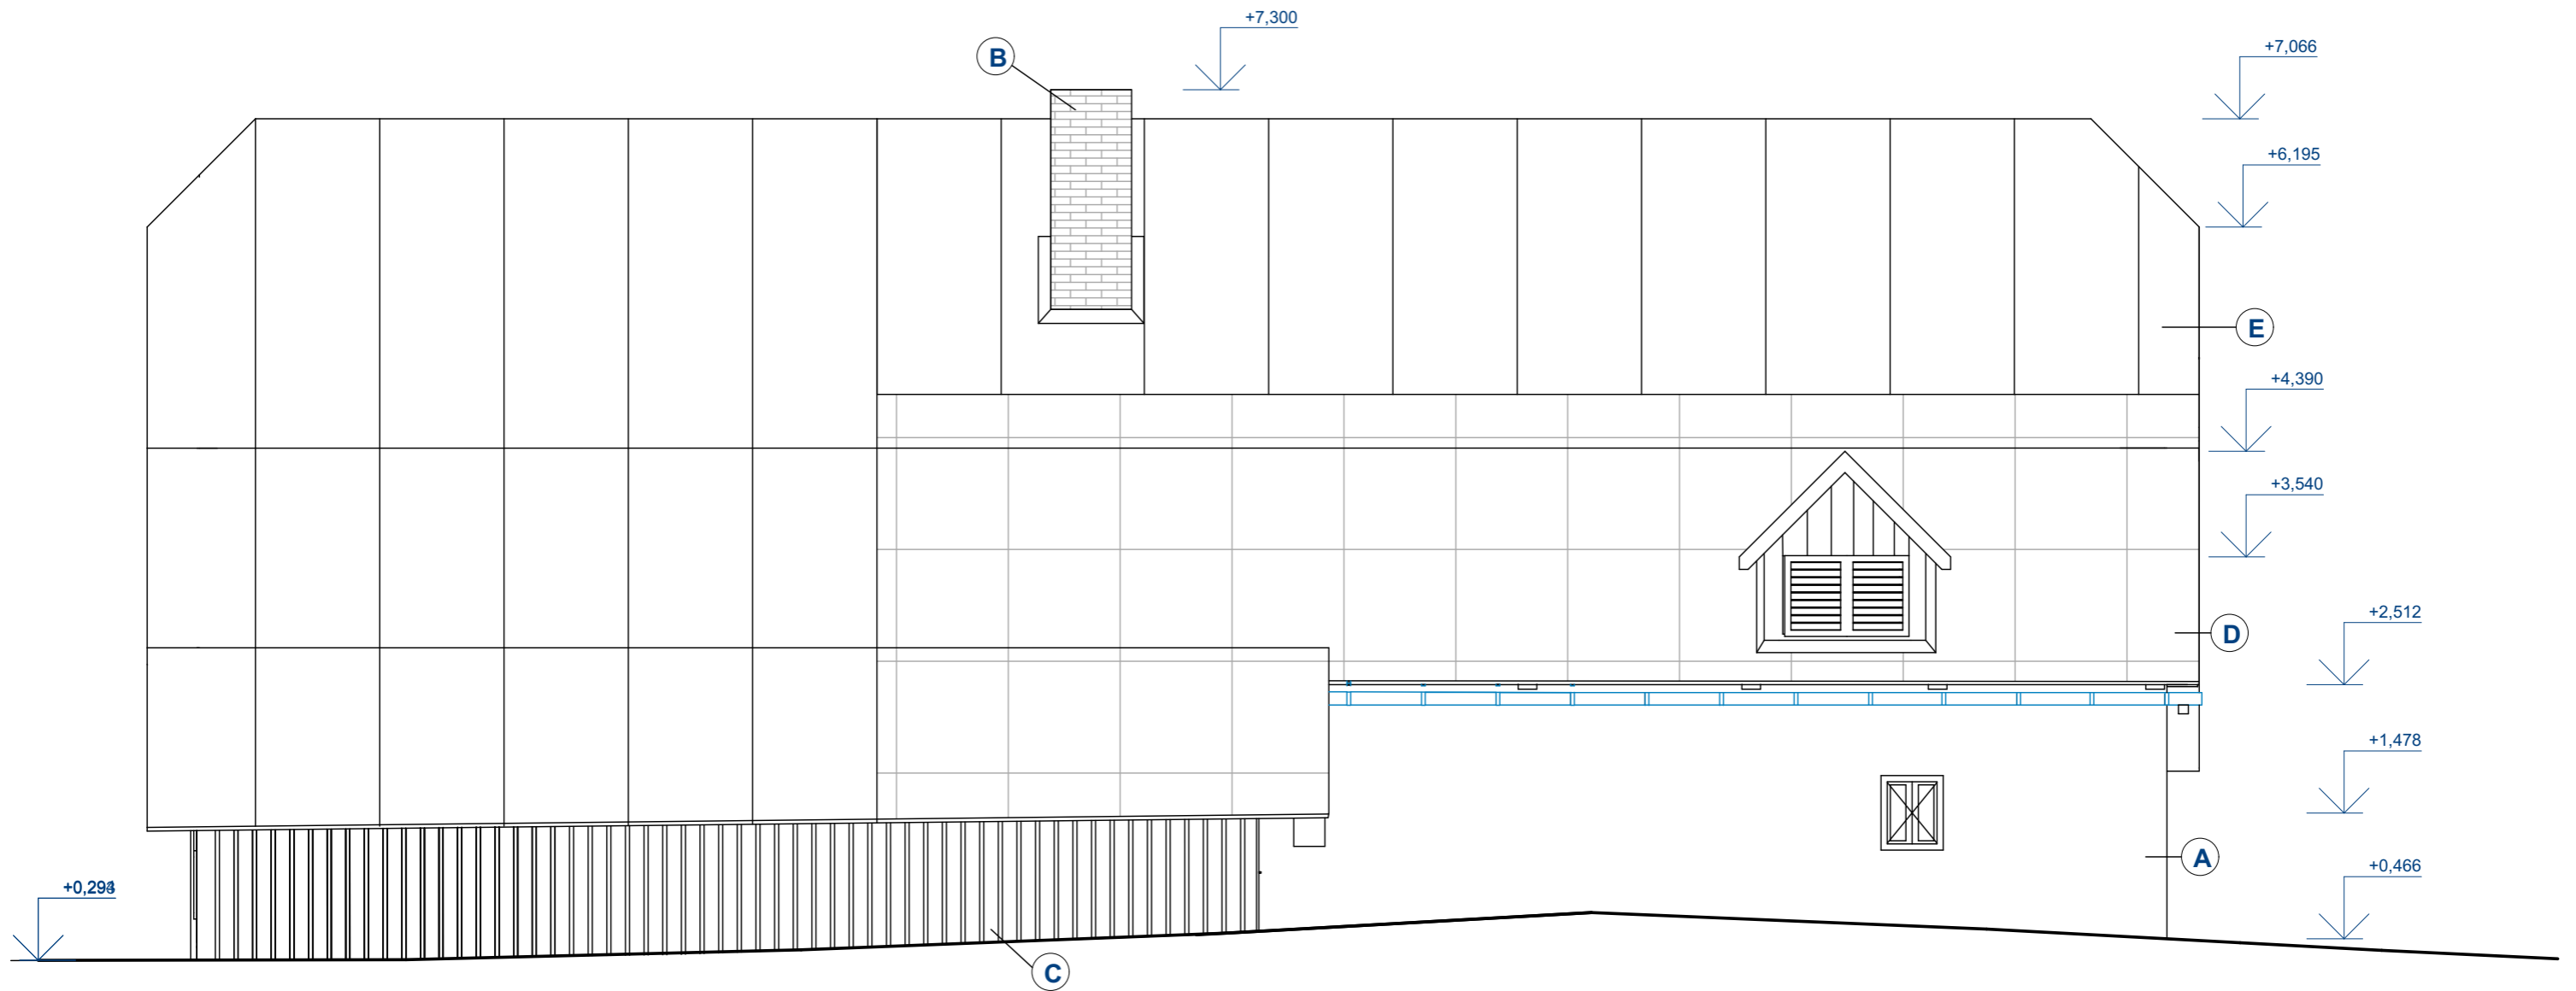 +7,300
B
+7,066
+6,195
E
+4,390
+3,540
+2,512
D
+1,478
A
+0,466
C